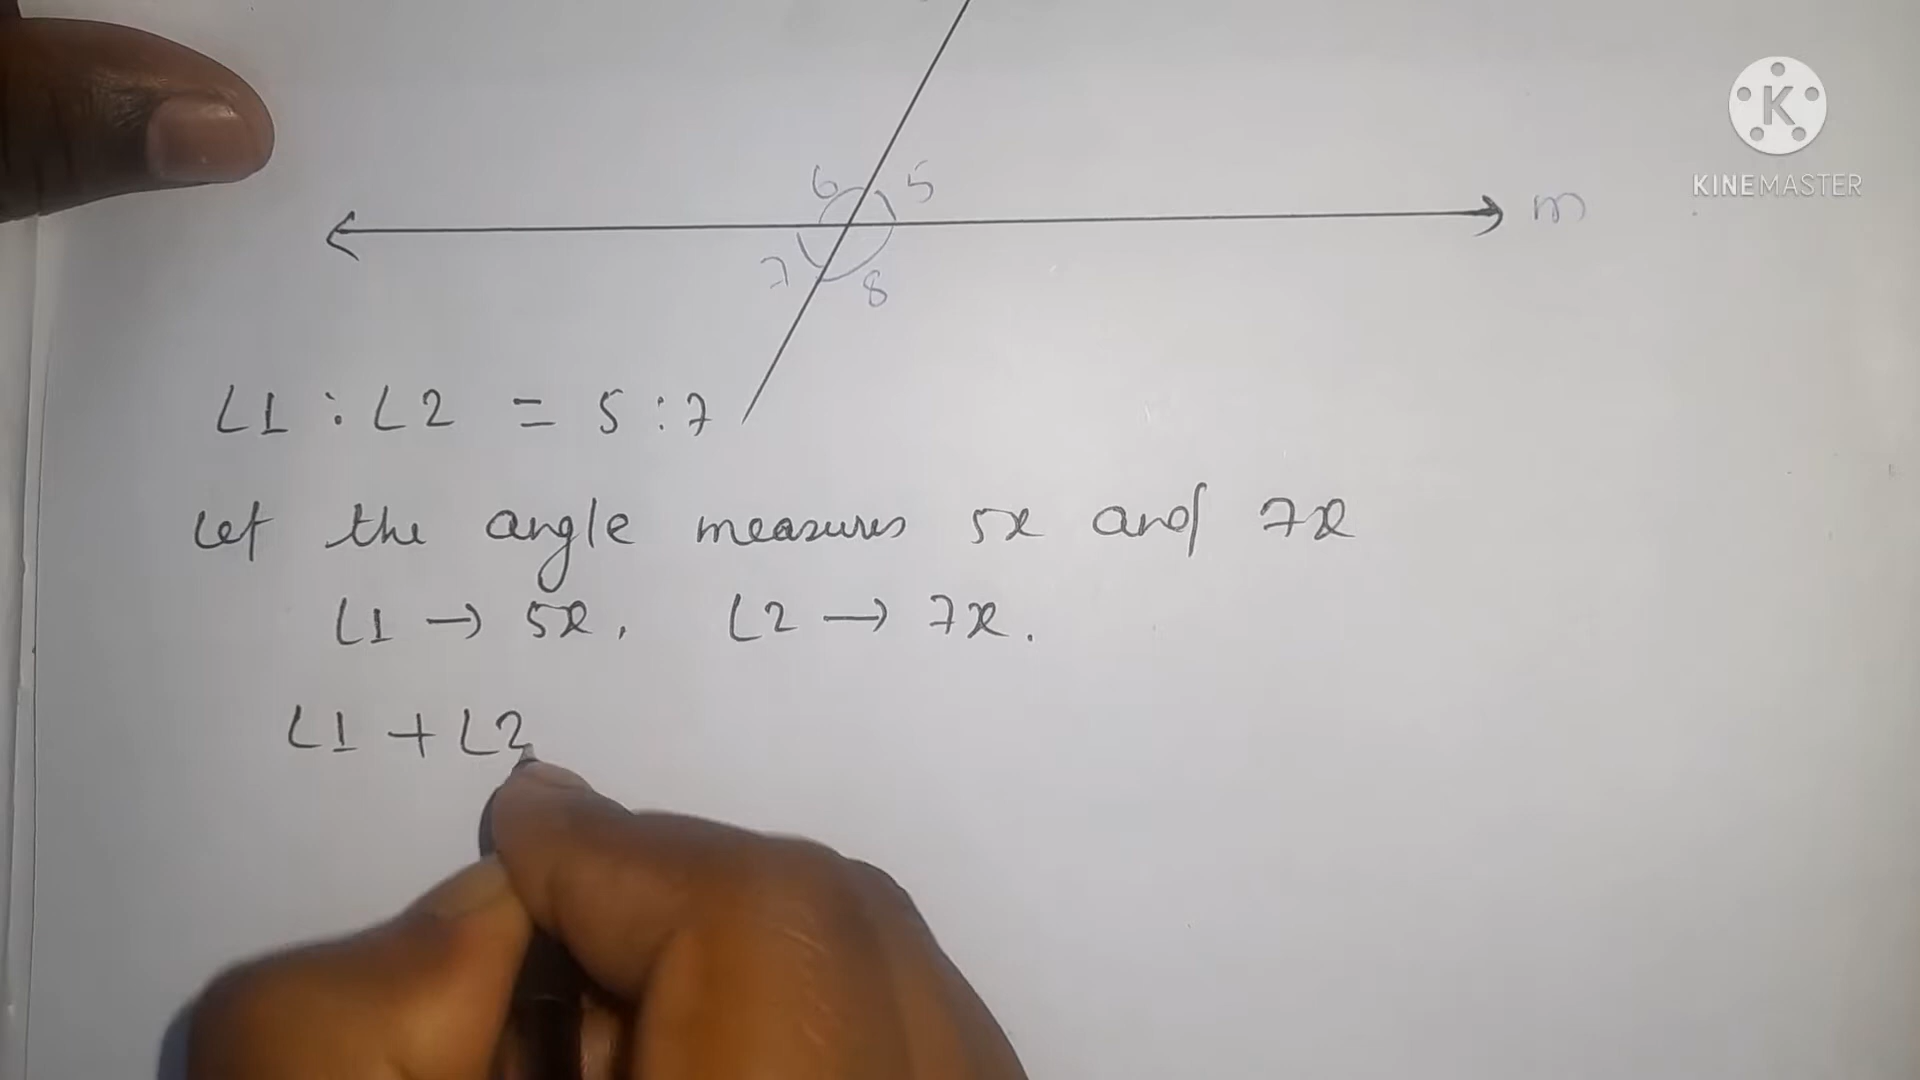 K
KINEMASTER
6 5
m
7 8
∠1 : ∠2 = 5 : 7
Let the angle measures 5x and 7x
∠1 → 5x, ∠2 → 7x.
∠1 + ∠2